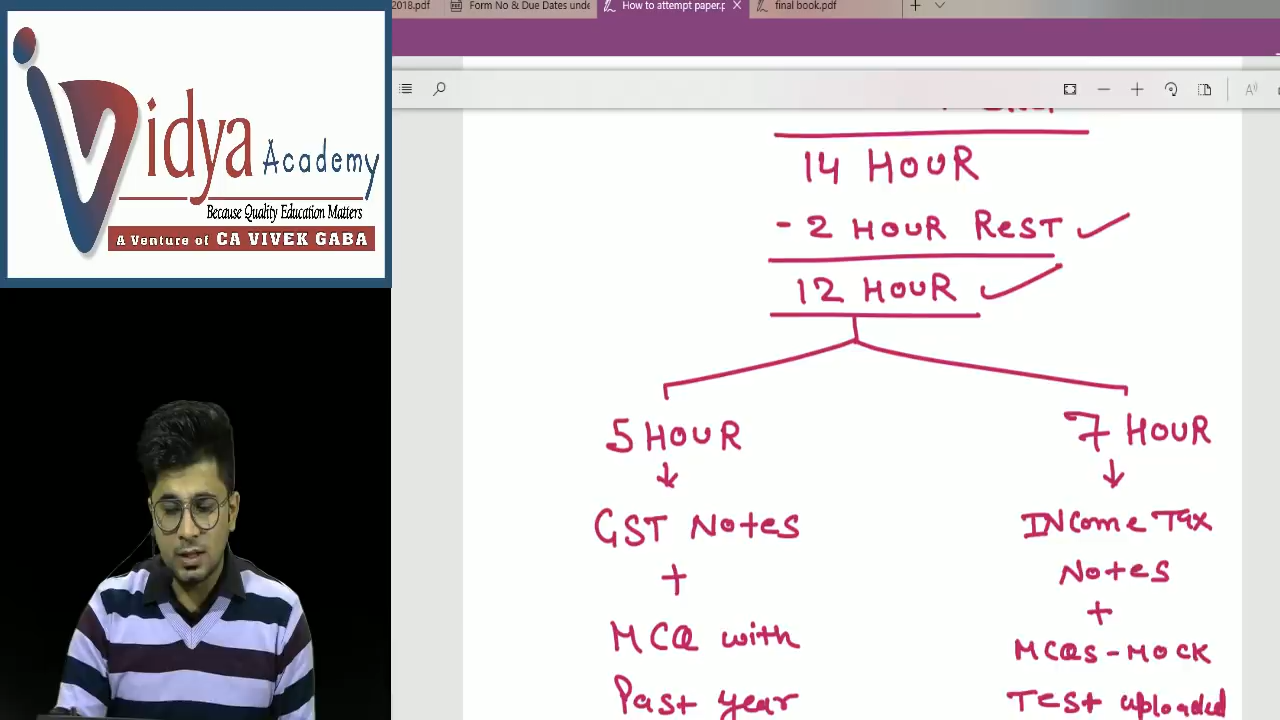 2018.pdf
Form No & Due Dates unde
How to attempt paper.p
final book.pdf
iVidya Academy
Because Quality Education Matters
A Venture of CA VIVEK GABA
14 HOUR
- 2 HOUR ReST
12 HOUR
5 HOUR
7 HOUR
GST Notes
+
MCQ with
Past year
INCome Tax
Notes
+
MCQS - MOCK
Test uploaded